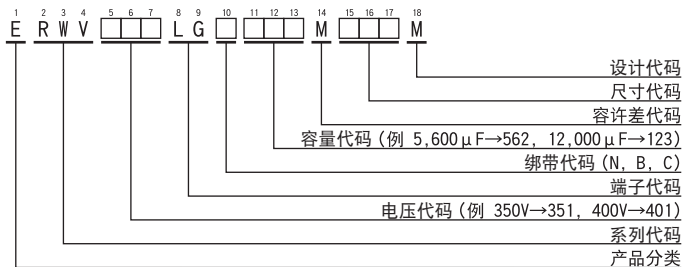 1 2 3 4 5 6 7 8 9 10 11 12 13 14 15 16 17 18
E R W V □□□ L G □ □□□ M □□□ M
设计代码
尺寸代码
容许差代码
容量代码 (例 5,600μF→562, 12,000μF→123)
绑带代码 (N, B, C)
端子代码
电压代码 (例 350V→351, 400V→401)
系列代码
产品分类